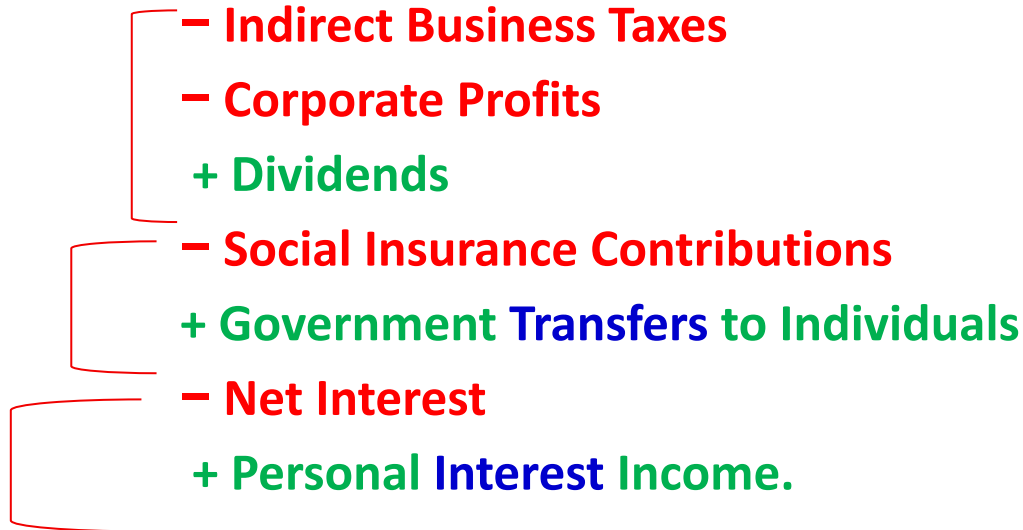 − Indirect Business Taxes
− Corporate Profits
+ Dividends
− Social Insurance Contributions
+ Government Transfers to Individuals
− Net Interest
+ Personal Interest Income.